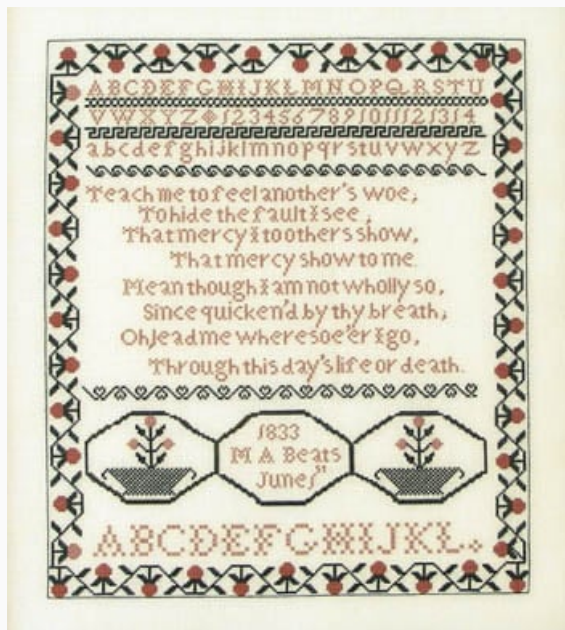 ABCDEFGHIJKLMNOPQRSTU
VWXYZ 1234567891011121314
abcdefghijklmnopqrstuvwxyz
Teach me to feel another's woe;
To hide the fault I see,
That mercy I to others show,
That mercy show to me.
Mean though I am not wholly so,
Since quicken'd by thy breath;
Oh, lead me wheresoe'er I go,
Through this day's life or death.
1833
M A Beats
June
ABCDEFGHIJKL